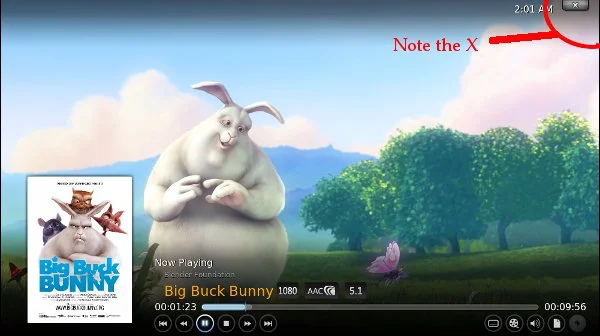 2:01 AM
Note the X
Big Buck
BUNNY
Now Playing
Blender Foundation
Big Buck Bunny 1080 AAC 5.1
00:01:23
00:09:56